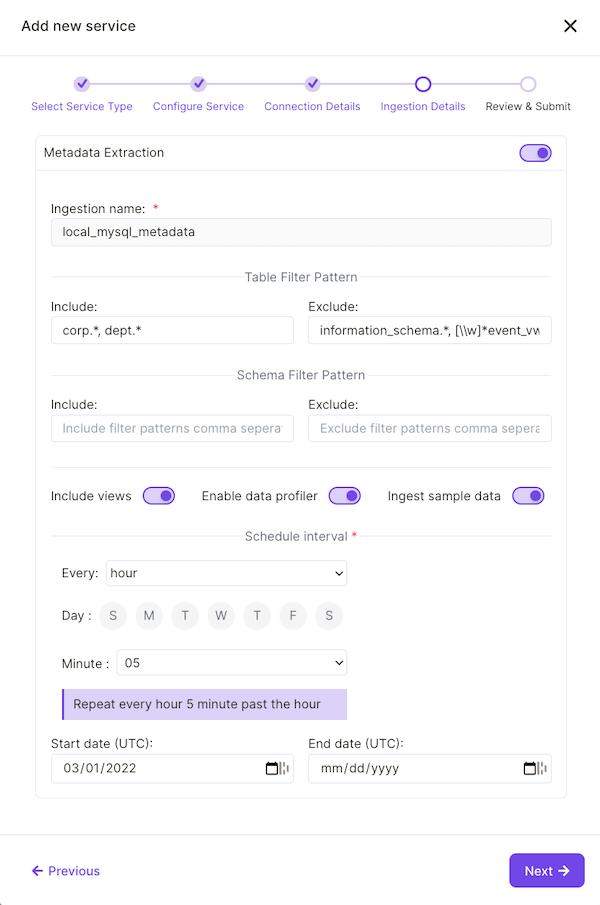 Add new service
Select Service Type Configure Service Connection Details Ingestion Details Review & Submit
Metadata Extraction
Ingestion name: *
local_mysql_metadata
Table Filter Pattern
Include: Exclude:
corp.*, dept.* information_schema.*, [\\w]*event_vw
Schema Filter Pattern
Include: Exclude:
Include filter patterns comma sepera Exclude filter patterns comma sepera
Include views Enable data profiler Ingest sample data
Schedule interval *
Every: hour
Day : S M T W T F S
Minute : 05
Repeat every hour 5 minute past the hour
Start date (UTC): End date (UTC):
03/01/2022 mm/dd/yyyy
Previous Next